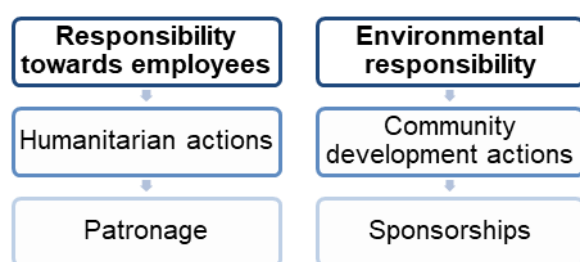 Responsibility
towards employees
Humanitarian actions
Patronage
Environmental
responsibility
Community
development actions
Sponsorships